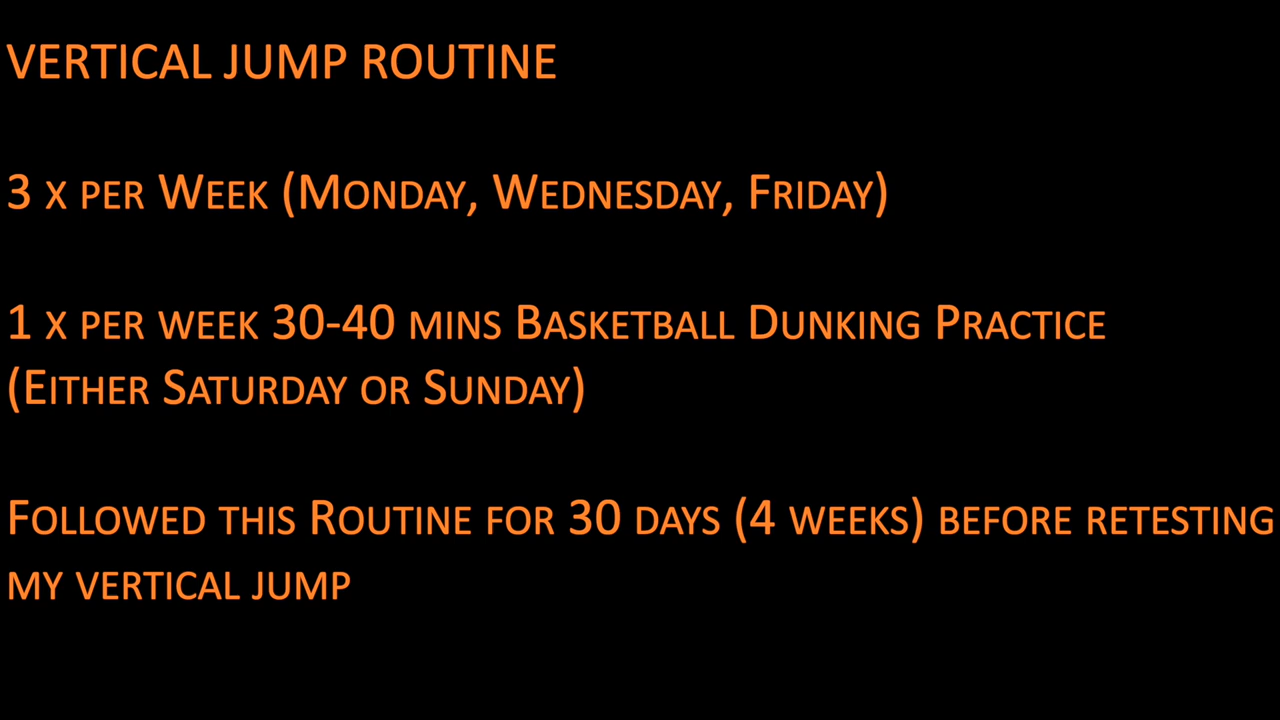 VERTICAL JUMP ROUTINE
3 X PER WEEK (MONDAY, WEDNESDAY, FRIDAY)
1 X PER WEEK 30-40 MINS BASKETBALL DUNKING PRACTICE
(EITHER SATURDAY OR SUNDAY)
FOLLOWED THIS ROUTINE FOR 30 DAYS (4 WEEKS) BEFORE RETESTING
MY VERTICAL JUMP